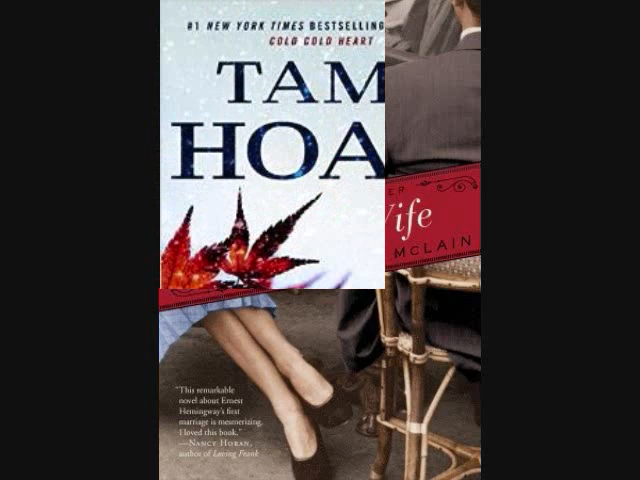 #1 NEW YORK TIMES BESTSELLING
COLD COLD HEART
TAM
HOA
ER
Wife
McLAIN
"This remarkable
novel about Ernest
Hemingway's first
marriage is mesmerizing.
I loved this book."
—NANCY HORAN,
author of Loving Frank